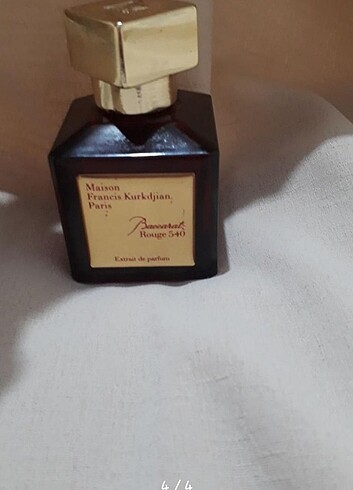 Maison
Francis Kurkdjian
Paris
Baccarat
Rouge 540
Extrait de parfum
4 / 4